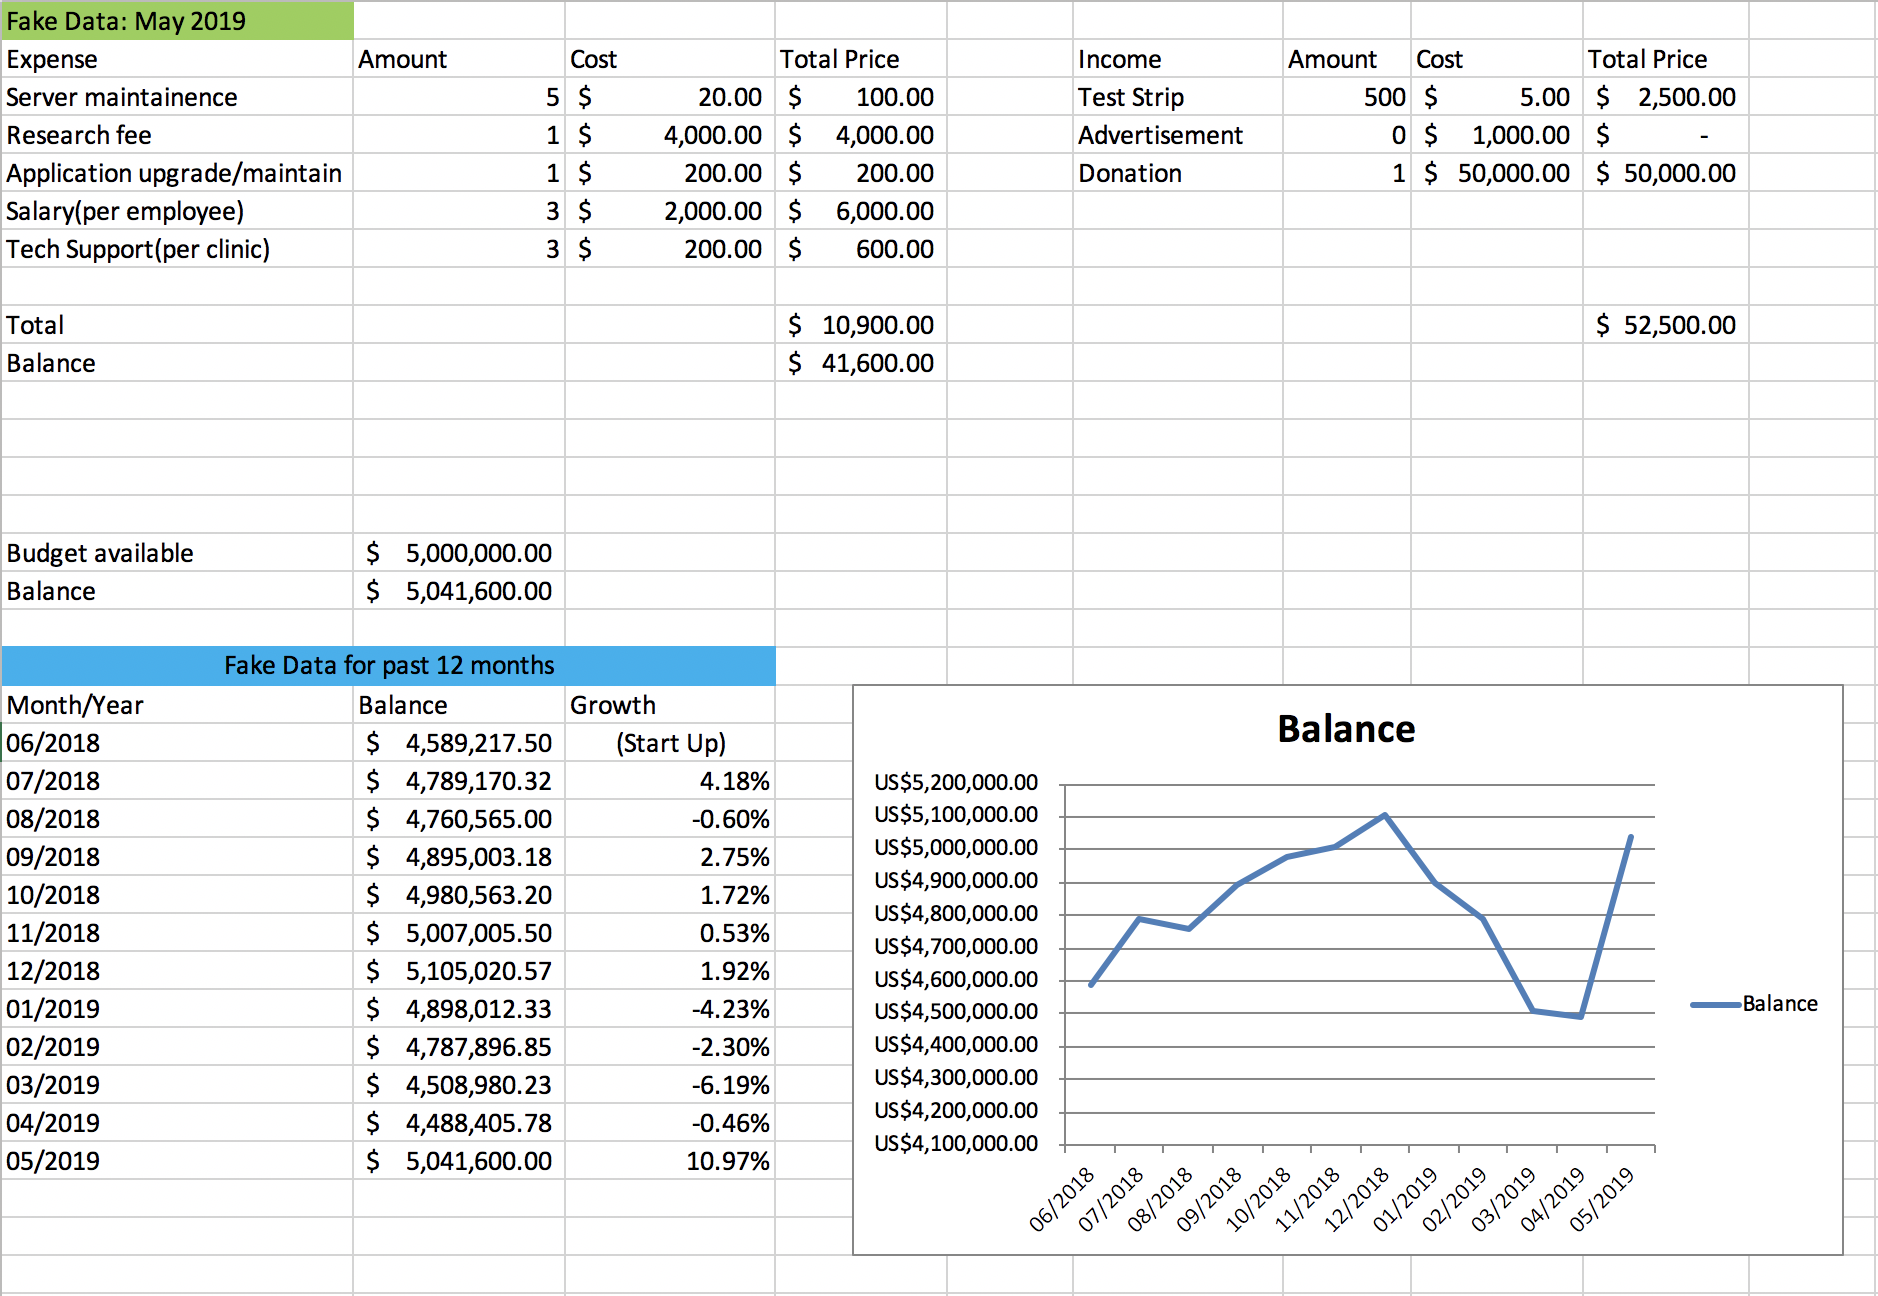 Fake Data: May 2019
Expense Amount Cost Total Price Income Amount Cost Total Price
Server maintainence 5 $ 20.00 $ 100.00 Test Strip 500 $ 5.00 $ 2,500.00
Research fee 1 $ 4,000.00 $ 4,000.00 Advertisement 0 $ 1,000.00 $ -
Application upgrade/maintain 1 $ 200.00 $ 200.00 Donation 1 $ 50,000.00 $ 50,000.00
Salary(per employee) 3 $ 2,000.00 $ 6,000.00
Tech Support(per clinic) 3 $ 200.00 $ 600.00
Total $ 10,900.00 $ 52,500.00
Balance $ 41,600.00
Budget available $ 5,000,000.00
Balance $ 5,041,600.00
Fake Data for past 12 months
Month/Year Balance Growth
06/2018 $ 4,589,217.50 (Start Up)
07/2018 $ 4,789,170.32 4.18%
08/2018 $ 4,760,565.00 -0.60%
09/2018 $ 4,895,003.18 2.75%
10/2018 $ 4,980,563.20 1.72%
11/2018 $ 5,007,005.50 0.53%
12/2018 $ 5,105,020.57 1.92%
01/2019 $ 4,898,012.33 -4.23%
02/2019 $ 4,787,896.85 -2.30%
03/2019 $ 4,508,980.23 -6.19%
04/2019 $ 4,488,405.78 -0.46%
05/2019 $ 5,041,600.00 10.97%
Balance
US$5,200,000.00
US$5,100,000.00
US$5,000,000.00
US$4,900,000.00
US$4,800,000.00
US$4,700,000.00
US$4,600,000.00
US$4,500,000.00
US$4,400,000.00
US$4,300,000.00
US$4,200,000.00
US$4,100,000.00
06/2018
07/2018
08/2018
09/2018
10/2018
11/2018
12/2018
01/2019
02/2019
03/2019
04/2019
05/2019
Balance